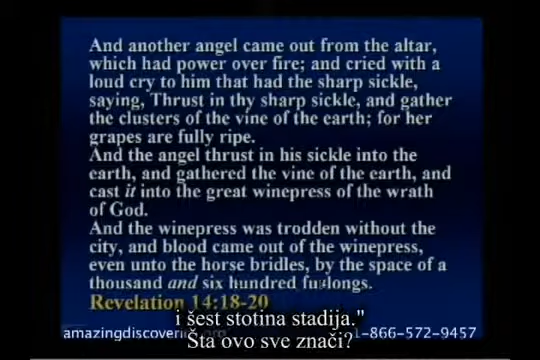 And another angel came out from the altar,
which had power over fire; and cried with a
loud cry to him that had the sharp sickle,
saying, Thrust in thy sharp sickle, and gather
the clusters of the vine of the earth; for her
grapes are fully ripe.
And the angel thrust in his sickle into the
earth, and gathered the vine of the earth, and
cast it into the great winepress of the wrath
of God.
And the winepress was trodden without the
city, and blood came out of the winepress,
even unto the horse bridles, by the space of a
thousand and six hundred furlongs.
Revelation 14:18-20
i šest stotina stadija."
amazingdiscoveries.org 1-866-572-9457
Šta ovo sve znači?